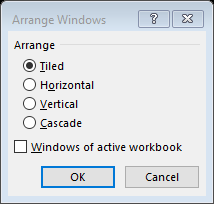 Arrange Windows
Arrange
Tiled
Horizontal
Vertical
Cascade
Windows of active workbook
OK
Cancel